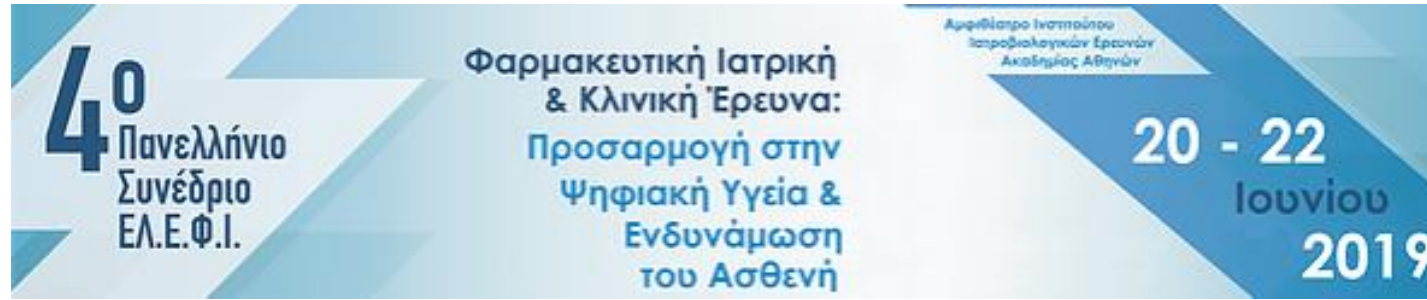 4ο
Πανελλήνιο
Συνέδριο
ΕΛ.Ε.Φ.Ι.
Φαρμακευτική Ιατρική
& Κλινική Έρευνα:
Προσαρμογή στην
Ψηφιακή Υγεία &
Ενδυνάμωση
του Ασθενή
Αμφιθέατρο Ινστιτούτου
Ιατροβιολογικών Ερευνών
Ακαδημίας Αθηνών
20 - 22
Ιουνίου
2019